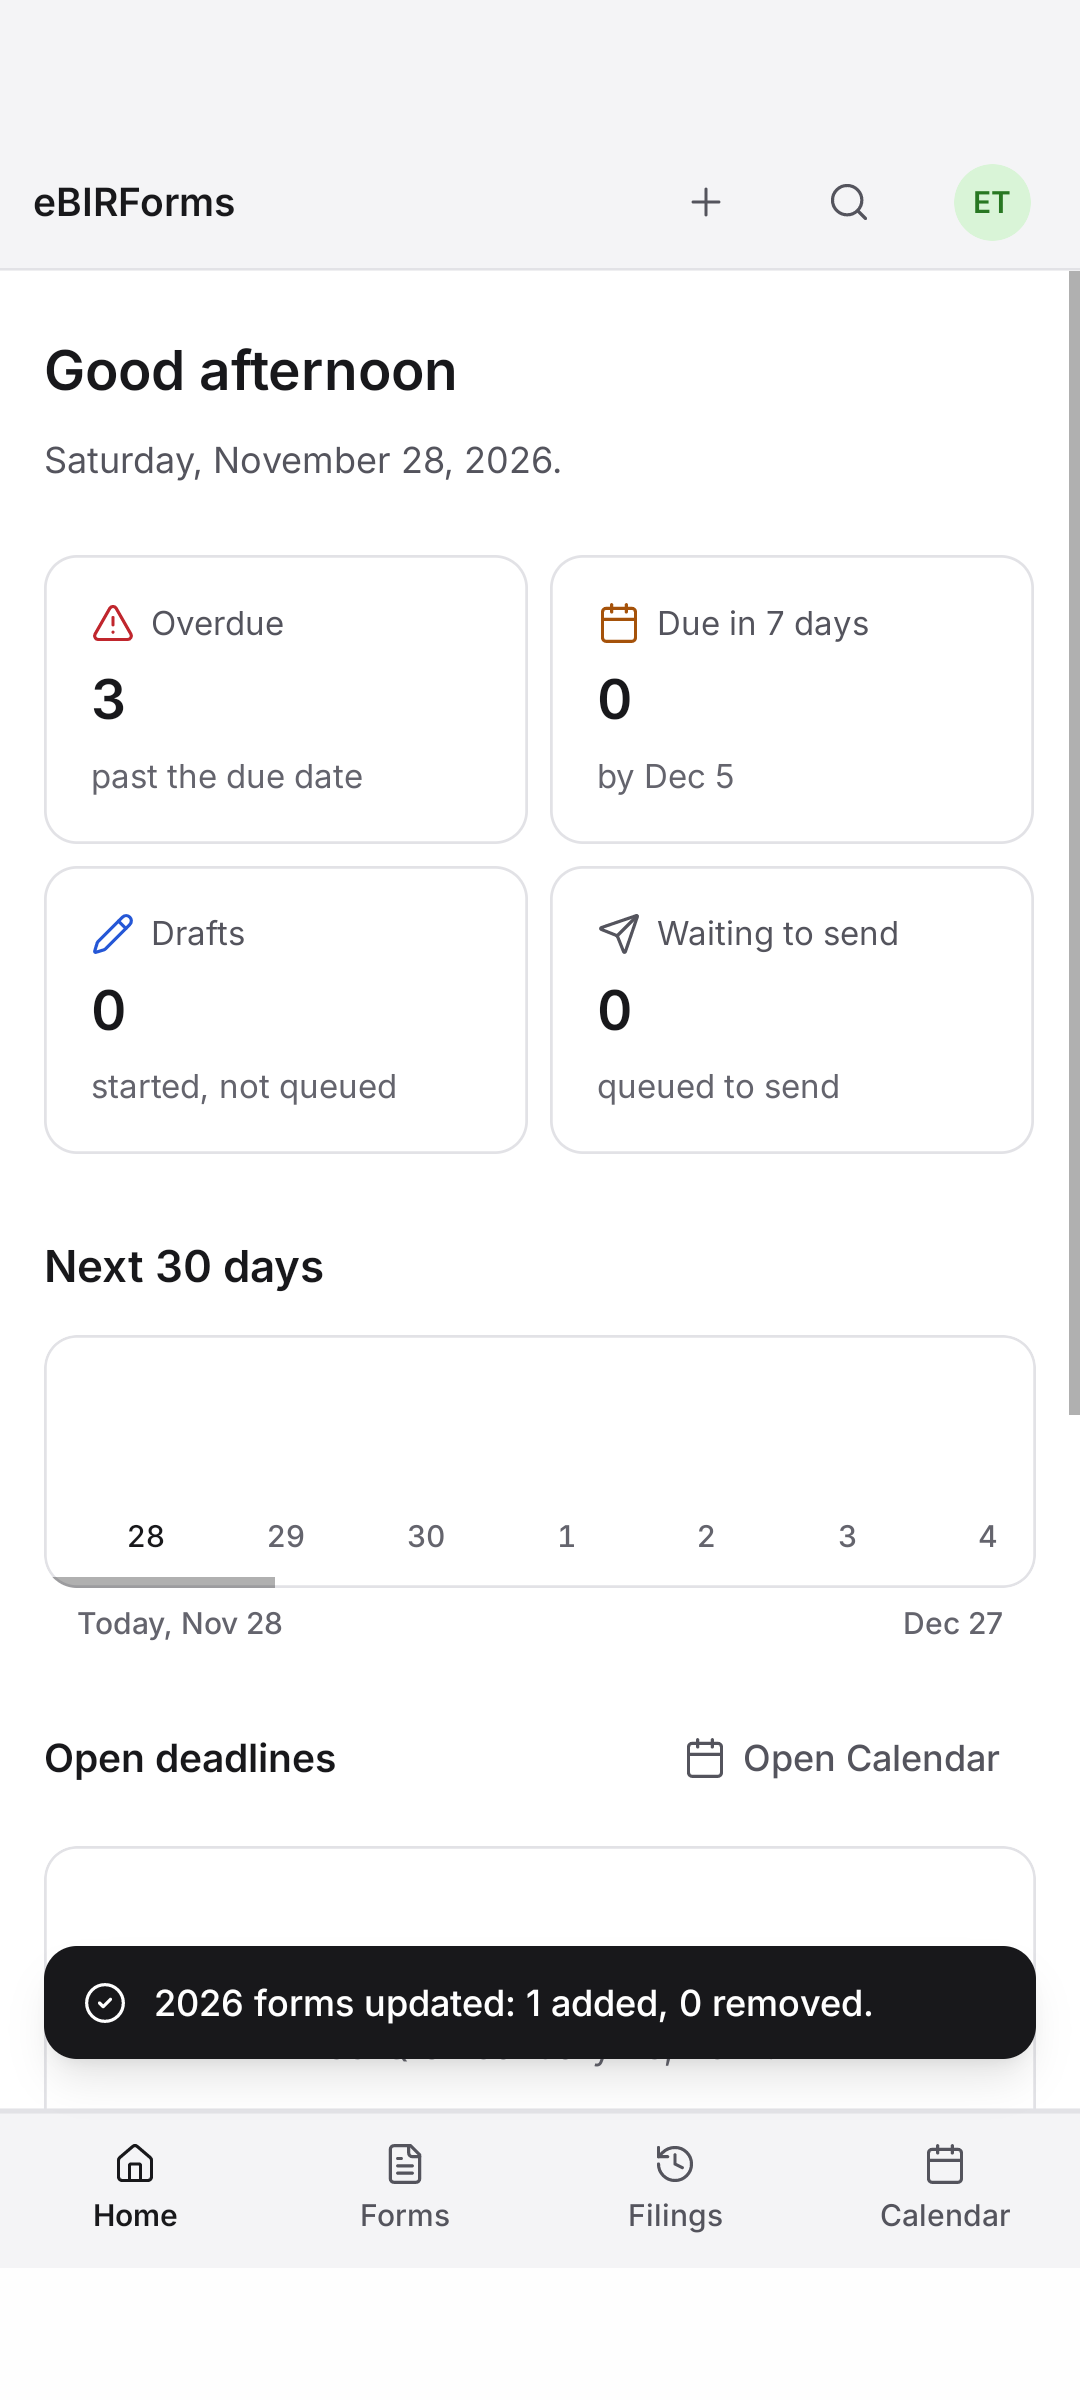 eBIRForms
ET
Good afternoon
Saturday, November 28, 2026.
Overdue
3
past the due date
Due in 7 days
0
by Dec 5
Drafts
0
started, not queued
Waiting to send
0
queued to send
Next 30 days
28 29 30 1 2 3 4
Today, Nov 28 Dec 27
Open deadlines
Open Calendar
2026 forms updated: 1 added, 0 removed.
Home
Forms
Filings
Calendar